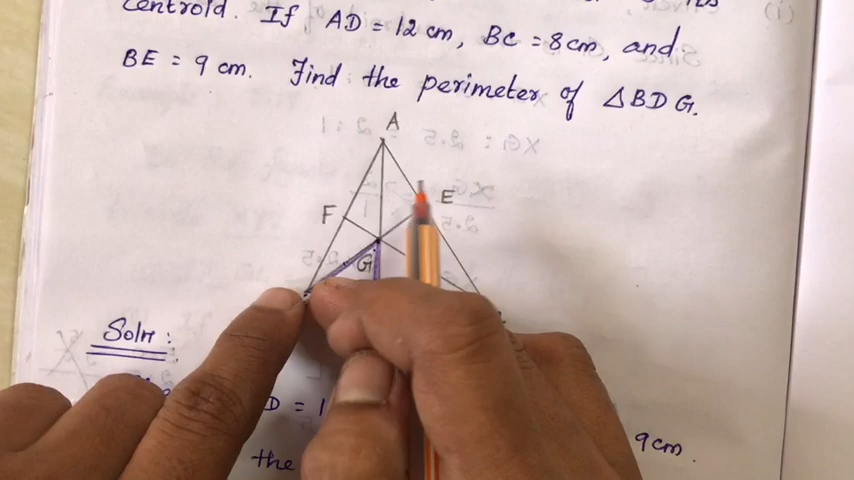 centroid. If AD = 12 cm, BC = 8 cm, and
BE = 9 cm. Find the perimeter of △BDG.
A
E
F
G
Soln:
D = 1
9cm.
the